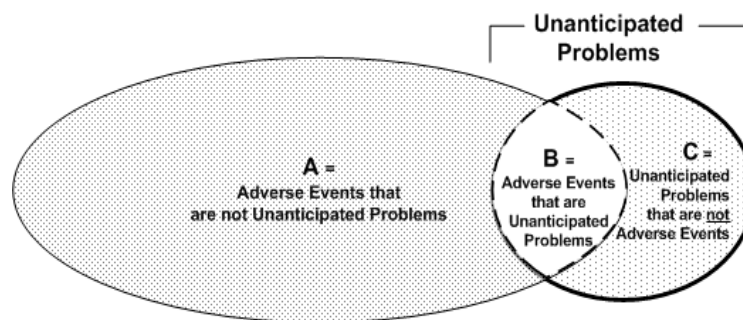 Unanticipated
Problems
A =
Adverse Events that
are not Unanticipated Problems
B =
Adverse Events
that are
Unanticipated
Problems
C =
Unanticipated
Problems
that are not
Adverse Events